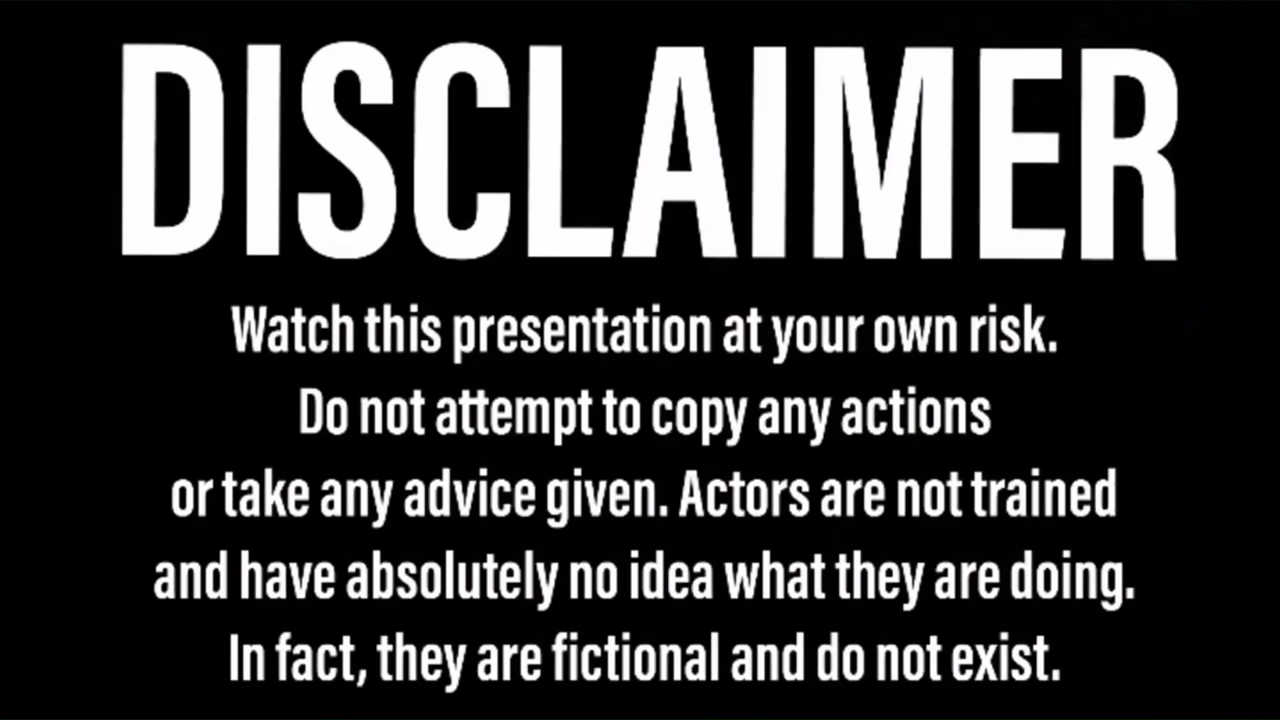 DISCLAIMER
Watch this presentation at your own risk.
Do not attempt to copy any actions
or take any advice given. Actors are not trained
and have absolutely no idea what they are doing.
In fact, they are fictional and do not exist.